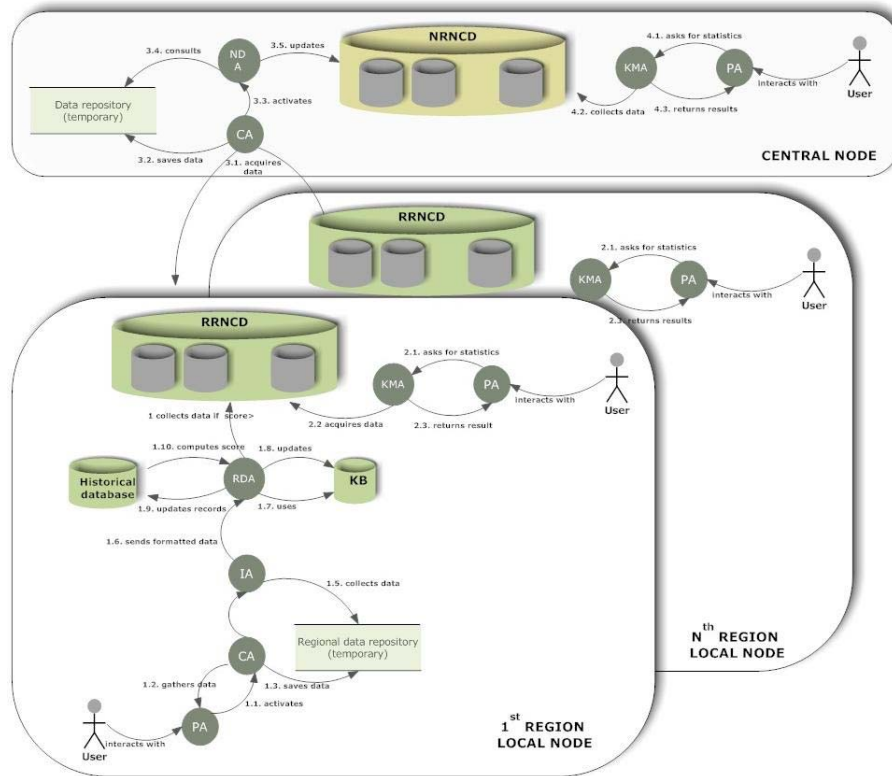 3.4. consults
ND
A
3.5. updates
NRNCD
4.1. asks for statistics
KMA
PA
interacts with
User
Data repository
(temporary)
3.3. activates
CA
4.2. collects data
4.3. returns results
3.2. saves data
3.1. acquires
data
CENTRAL NODE
RRNCD
2.1. asks for statistics
KMA
PA
interacts with
User
2.3. returns results
RRNCD
2.1. asks for statistics
KMA
PA
interacts with
User
1 collects data if score>
2.2 acquires data
2.3. returns result
1.10. computes score
1.8. updates
Historical
database
RDA
KB
1.9. updates records
1.7. uses
1.6. sends formatted data
IA
1.5. collects data
Regional data repository
(temporary)
CA
1.2. gathers data
1.3. saves data
1.1. activates
PA
interacts with
User
Nth REGION
LOCAL NODE
1st REGION
LOCAL NODE